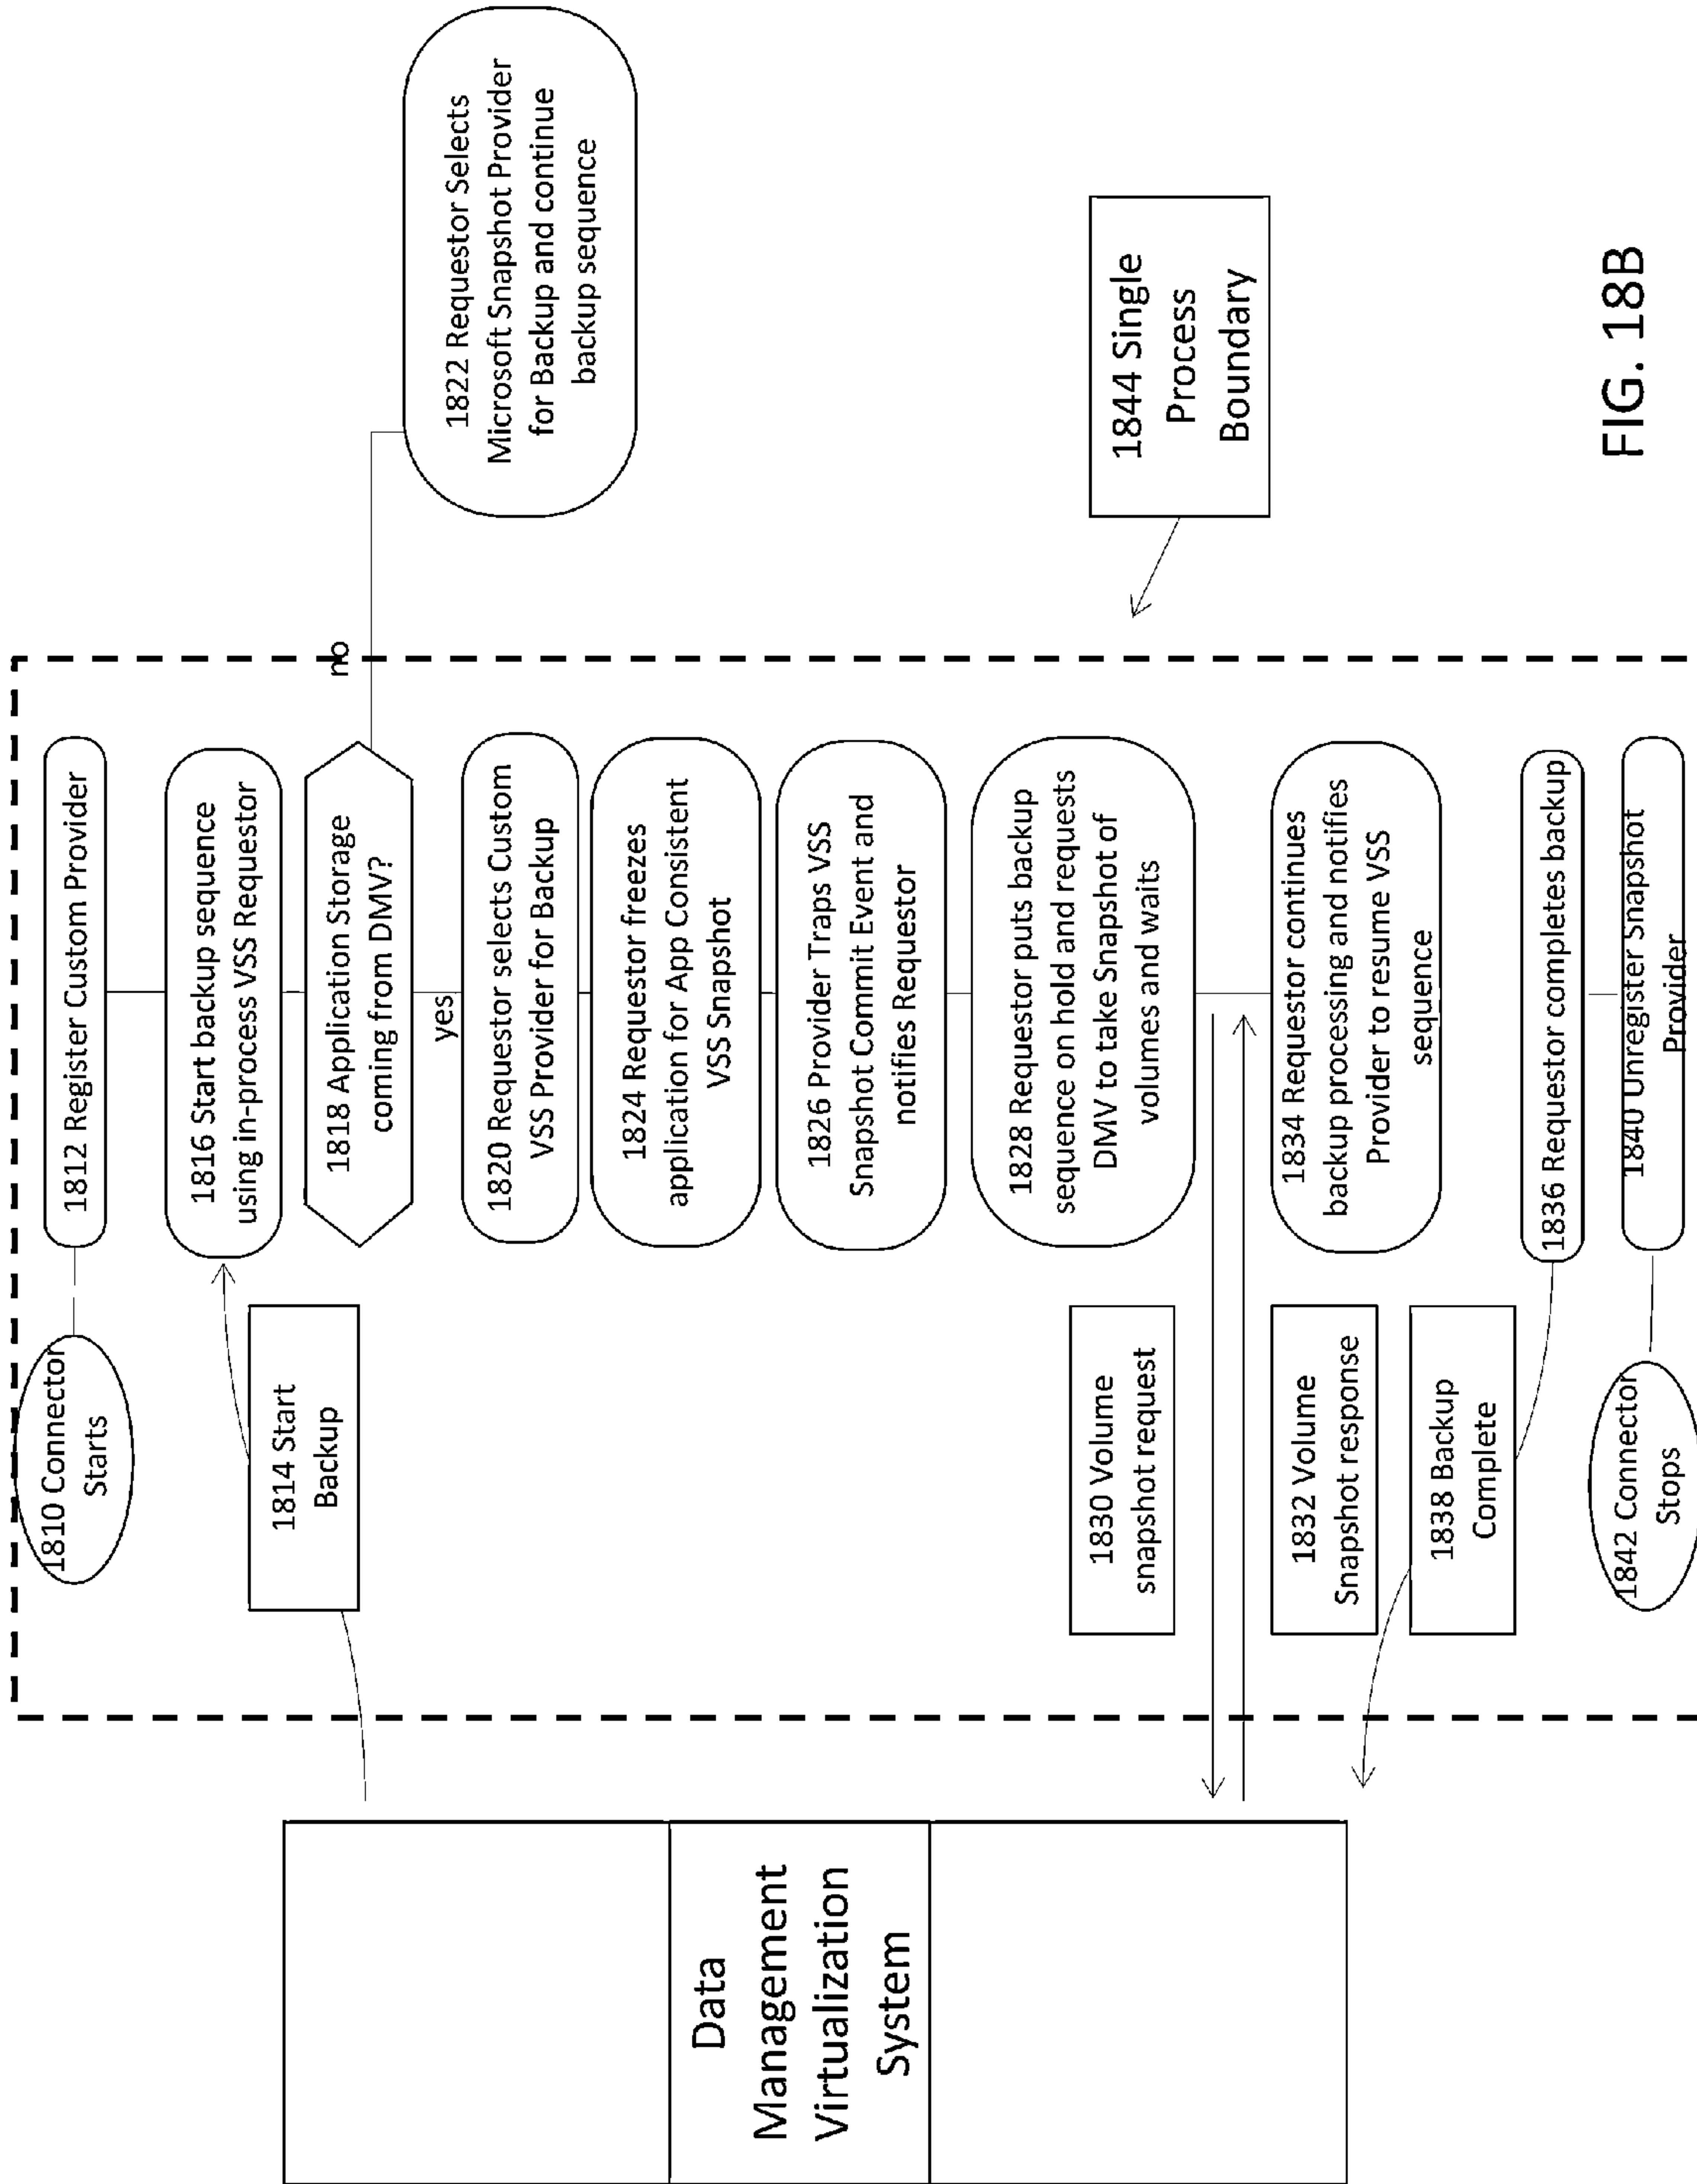 1810 Connector
Starts
1812 Register Custom Provider
1814 Start
Backup
1816 Start backup sequence
using in-process VSS Requestor
1818 Application Storage
coming from DMV?
no
yes
1822 Requestor Selects
Microsoft Snapshot Provider
for Backup and continue
backup sequence
1820 Requestor selects Custom
VSS Provider for Backup
1824 Requestor freezes
application for App Consistent
VSS Snapshot
1826 Provider Traps VSS
Snapshot Commit Event and
notifies Requestor
1828 Requestor puts backup
sequence on hold and requests
DMV to take Snapshot of
volumes and waits
Data
Management
Virtualization
System
1830 Volume
snapshot request
1832 Volume
Snapshot response
1834 Requestor continues
backup processing and notifies
Provider to resume VSS
sequence
1838 Backup
Complete
1836 Requestor completes backup
1842 Connector
Stops
1840 Unregister Snapshot
Provider
1844 Single
Process
Boundary
FIG. 18B